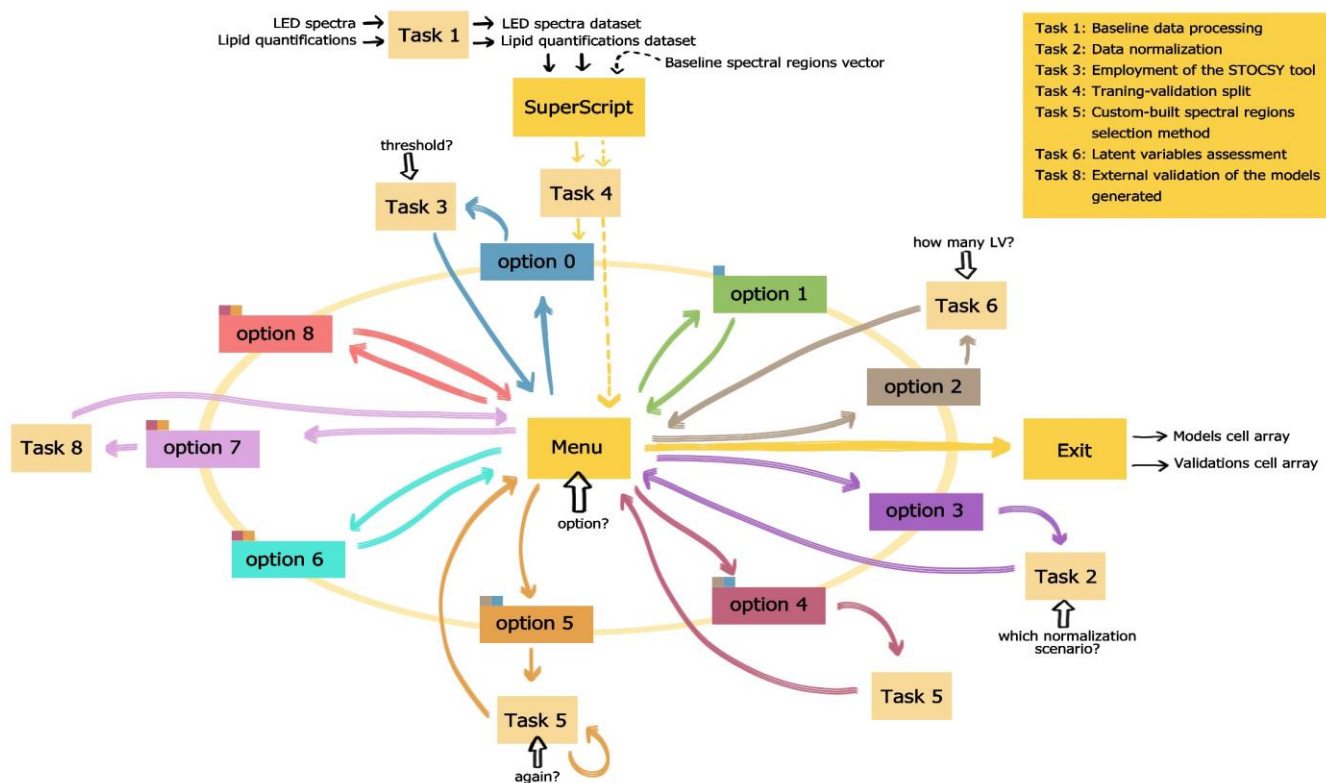 LED spectra
Lipid quantifications
Task 1
LED spectra dataset
Lipid quantifications dataset
Baseline spectral regions vector
SuperScript
Task 1: Baseline data processing
Task 2: Data normalization
Task 3: Employment of the STOCSY tool
Task 4: Traning-validation split
Task 5: Custom-built spectral regions
selection method
Task 6: Latent variables assessment
Task 8: External validation of the models
generated
threshold?
Task 3
Task 4
option 0
how many LV?
Task 6
option 1
option 8
option 2
Task 8
option 7
Menu
option?
Exit
Models cell array
Validations cell array
option 3
option 6
Task 2
which normalization
scenario?
option 4
option 5
Task 5
Task 5
again?